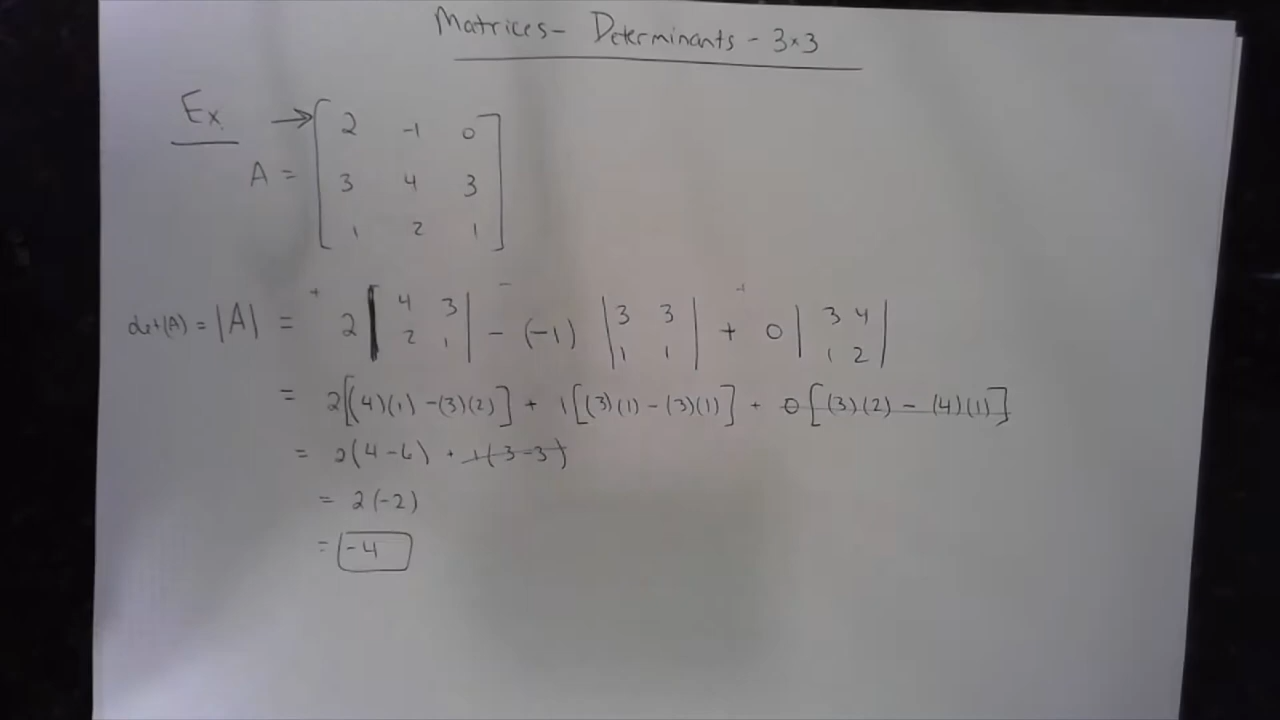 Matrices - Determinants - 3×3
Ex. → [2 -1 0
A = 3 4 3
1 2 1]
det(A) = |A| = + 2 |4 3| - - (-1) |3 3| + + 0 |3 4|
|2 1| |1 1| |1 2|
= 2[(4)(1) - (3)(2)] + 1[(3)(1) - (3)(1)] + 0[(3)(2) - (4)(1)]
= 2(4-6) + 1(3-3)
= 2(-2)
= -4